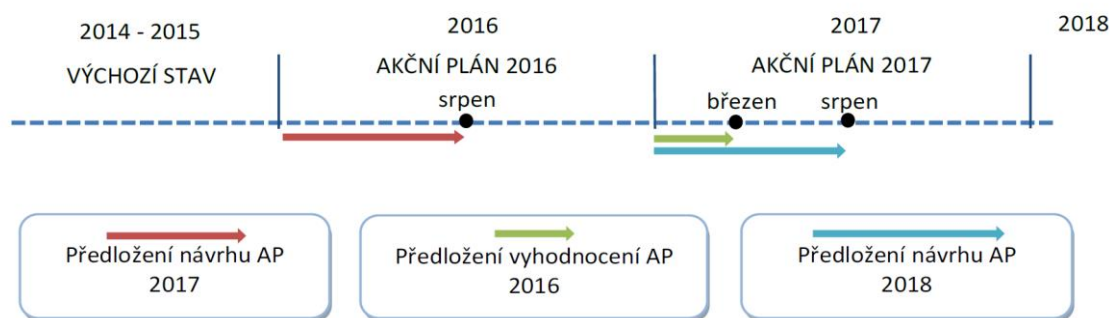 2014 - 2015
VÝCHOZÍ STAV
2016
AKČNÍ PLÁN 2016
srpen
2017
AKČNÍ PLÁN 2017
březen
srpen
2018
Předložení návrhu AP
2017
Předložení vyhodnocení AP
2016
Předložení návrhu AP
2018